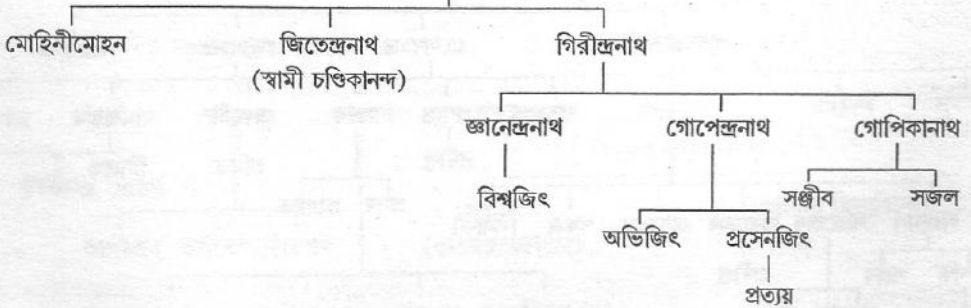 মোহিনীমোহন জিতেন্দ্রনাথ গিরীন্দ্রনাথ
(স্বামী চণ্ডিকানন্দ)
জ্ঞানেন্দ্রনাথ গোপেন্দ্রনাথ গোপিকানাথ
বিশ্বজিৎ সঞ্জীব সজল
অভিজিৎ প্রসেনজিৎ
প্রত্যয়